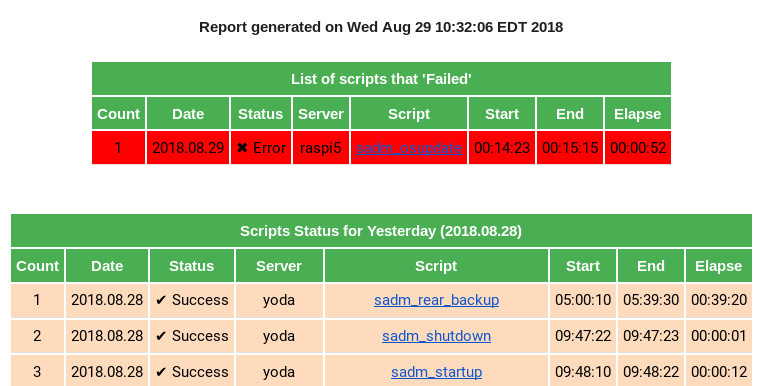 Report generated on Wed Aug 29 10:32:06 EDT 2018
List of scripts that 'Failed'
Count Date Status Server Script Start End Elapse
1 2018.08.29 ✖ Error raspi5 sadm_osupdate 00:14:23 00:15:15 00:00:52
Scripts Status for Yesterday (2018.08.28)
Count Date Status Server Script Start End Elapse
1 2018.08.28 ✔ Success yoda sadm_rear_backup 05:00:10 05:39:30 00:39:20
2 2018.08.28 ✔ Success yoda sadm_shutdown 09:47:22 09:47:23 00:00:01
3 2018.08.28 ✔ Success yoda sadm_startup 09:48:10 09:48:22 00:00:12